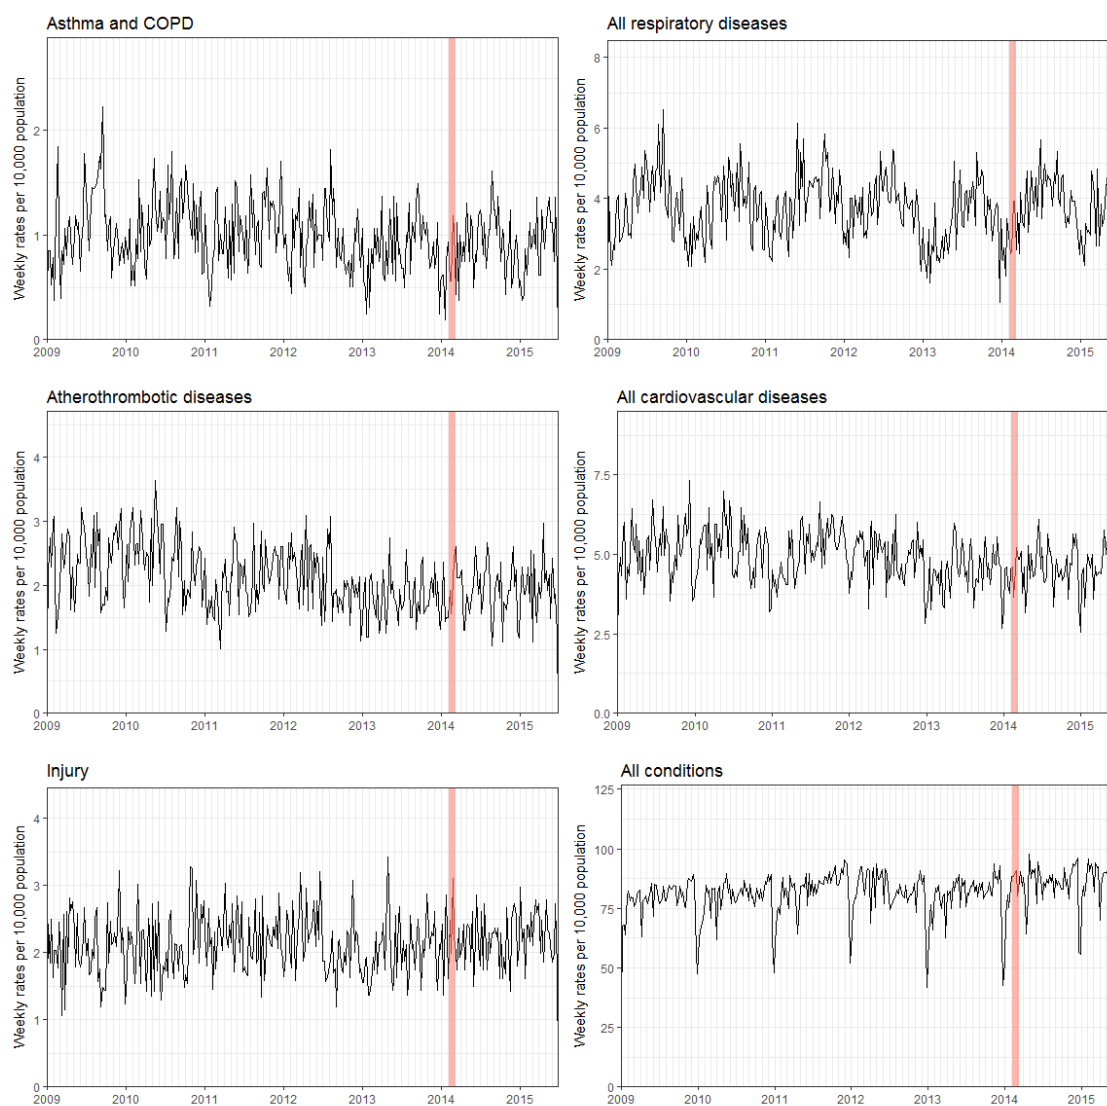 Asthma and COPD
Weekly rates per 10,000 population
2
1
0
2009 2010 2011 2012 2013 2014 2015
All respiratory diseases
Weekly rates per 10,000 population
8
6
4
2
0
2009 2010 2011 2012 2013 2014 2015
Atherothrombotic diseases
Weekly rates per 10,000 population
4
3
2
1
0
2009 2010 2011 2012 2013 2014 2015
All cardiovascular diseases
Weekly rates per 10,000 population
7.5
5.0
2.5
0.0
2009 2010 2011 2012 2013 2014 2015
Injury
Weekly rates per 10,000 population
4
3
2
1
0
2009 2010 2011 2012 2013 2014 2015
All conditions
Weekly rates per 10,000 population
125
100
75
50
25
0
2009 2010 2011 2012 2013 2014 2015